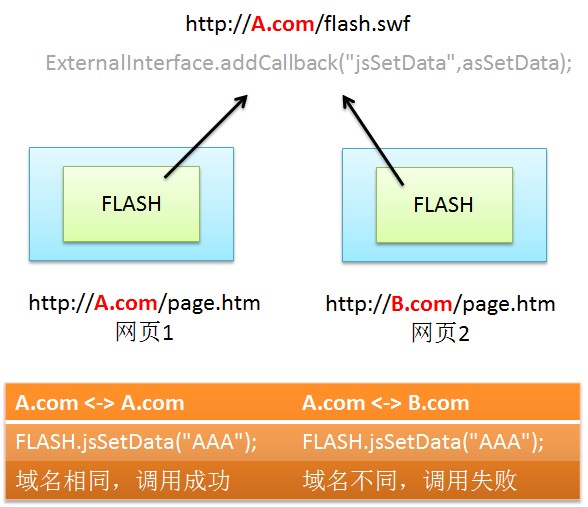 http://A.com/flash.swf
ExternalInterface.addCallback("jsSetData",asSetData);
FLASH
FLASH
http://A.com/page.htm
网页1
http://B.com/page.htm
网页2
A.com <-> A.com
A.com <-> B.com
FLASH.jsSetData("AAA");
FLASH.jsSetData("AAA");
域名相同，调用成功
域名不同，调用失败